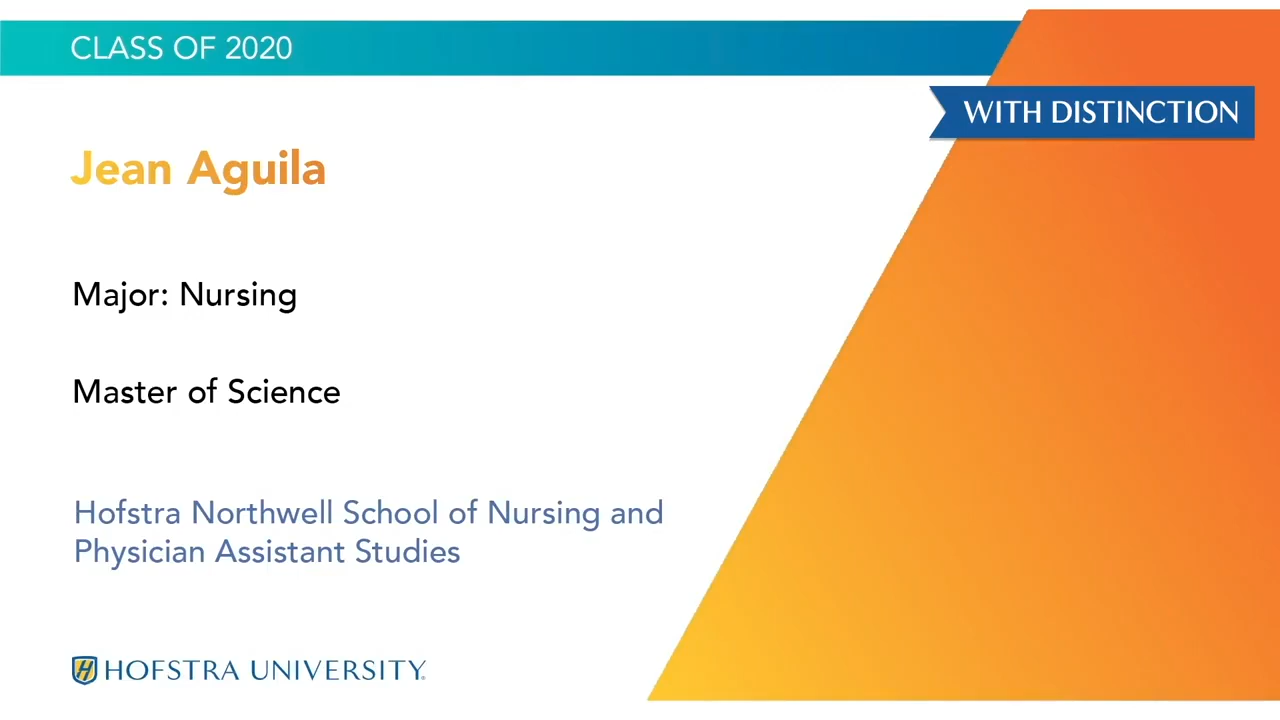 CLASS OF 2020
WITH DISTINCTION
Jean Aguila
Major: Nursing
Master of Science
Hofstra Northwell School of Nursing and
Physician Assistant Studies
H HOFSTRA UNIVERSITY®